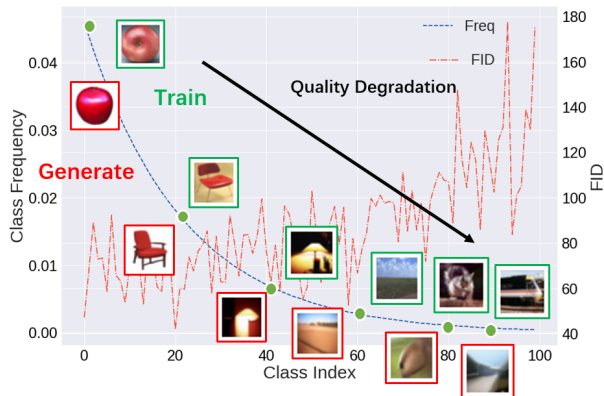 Freq
FID
Quality Degradation
Train
Generate
Class Frequency
0.04
0.03
0.02
0.01
0.00
180
160
140
120
100
80
60
40
FID
0 20 40 60 80 100
Class Index